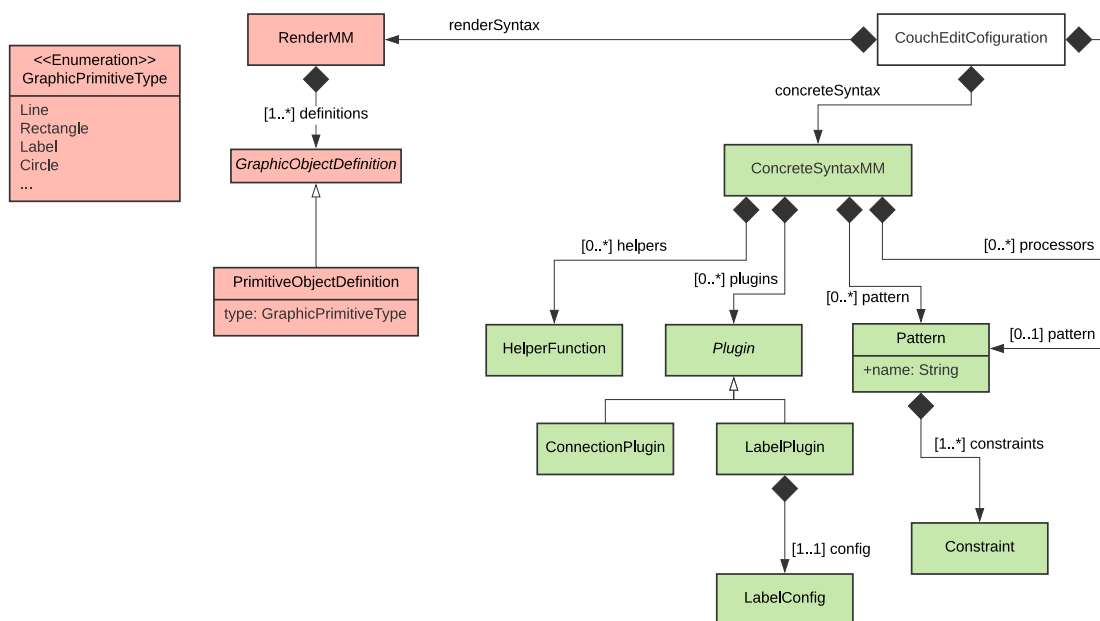 renderSyntax
RenderMM
CouchEditCofiguration
<<Enumeration>>
GraphicPrimitiveType
Line
Rectangle
Label
Circle
...
concreteSyntax
[1..*] definitions
GraphicObjectDefinition
ConcreteSyntaxMM
[0..*] helpers
[0..*] processors
[0..*] plugins
[0..*] pattern
PrimitiveObjectDefinition
type: GraphicPrimitiveType
HelperFunction
Plugin
Pattern
+name: String
[0..1] pattern
ConnectionPlugin
LabelPlugin
[1..*] constraints
[1..1] config
Constraint
LabelConfig